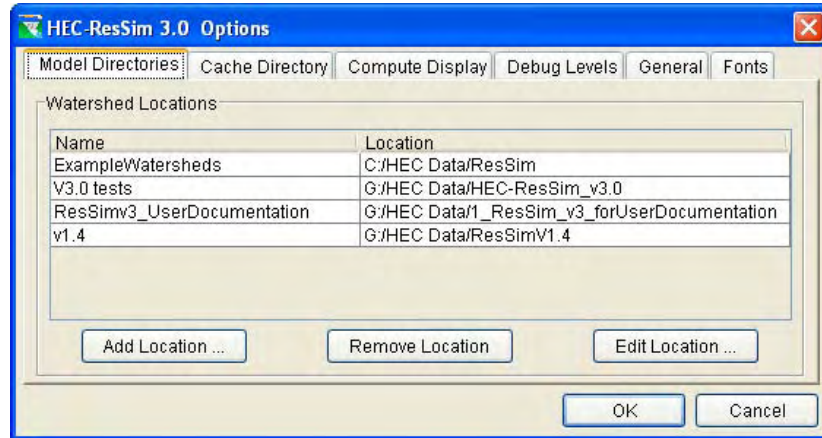 HEC-ResSim 3.0 Options
Model Directories Cache Directory Compute Display Debug Levels General Fonts
Watershed Locations
Name Location
ExampleWatersheds C:/HEC Data/ResSim
V3.0 tests G:/HEC Data/HEC-ResSim_v3.0
ResSimv3_UserDocumentation G:/HEC Data/1_ResSim_v3_forUserDocumentation
v1.4 G:/HEC Data/ResSimV1.4
Add Location ... Remove Location Edit Location ...
OK Cancel